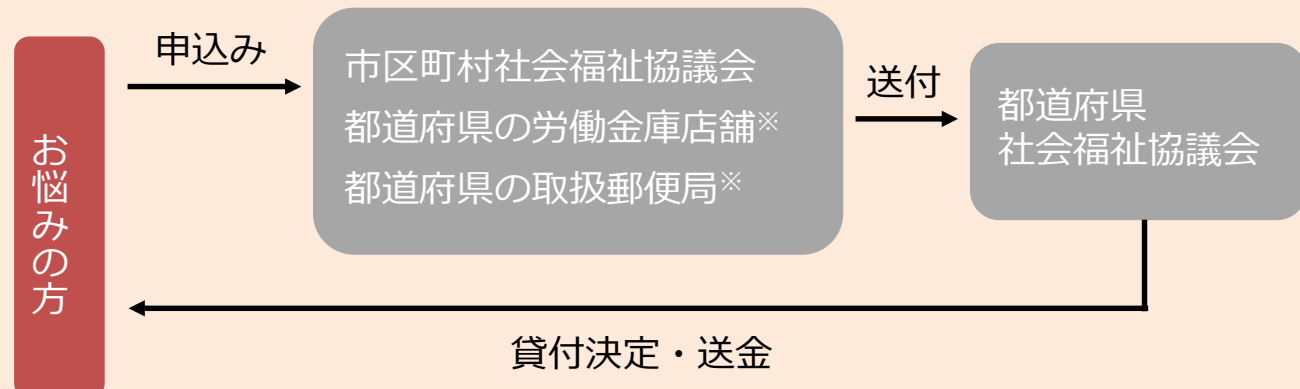 お悩みの方
申込み
市区町村社会福祉協議会
都道府県の労働金庫店舗※
都道府県の取扱郵便局※
送付
都道府県
社会福祉協議会
貸付決定・送金